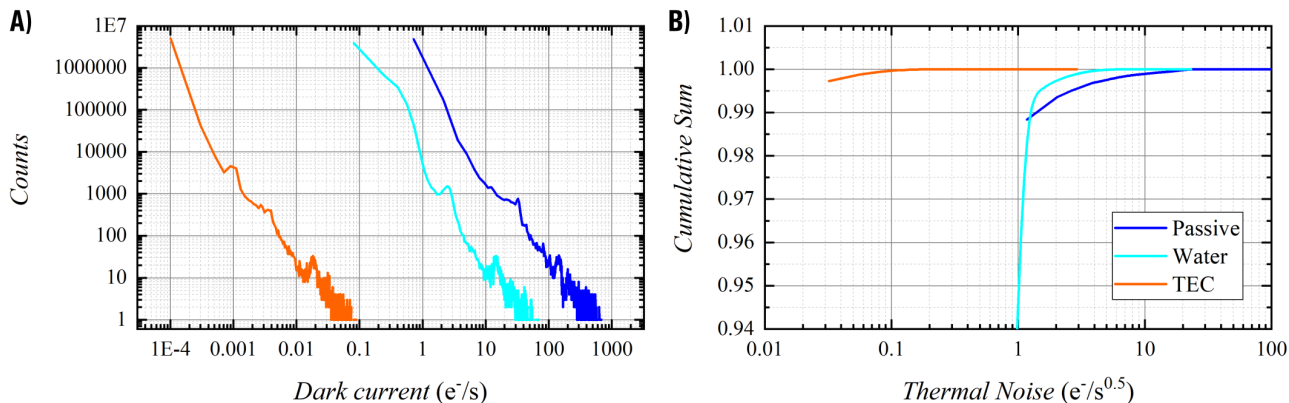 A)
1E7
1000000
100000
10000
1000
100
10
1
1E-4
0.001
0.01
0.1
1
10
100
1000
Counts
Dark current (e⁻/s)
B)
1.01
1.00
0.99
0.98
0.97
0.96
0.95
0.94
0.01
0.1
1
10
100
Cumulative Sum
Thermal Noise (e⁻/s⁰·⁵)
Passive
Water
TEC